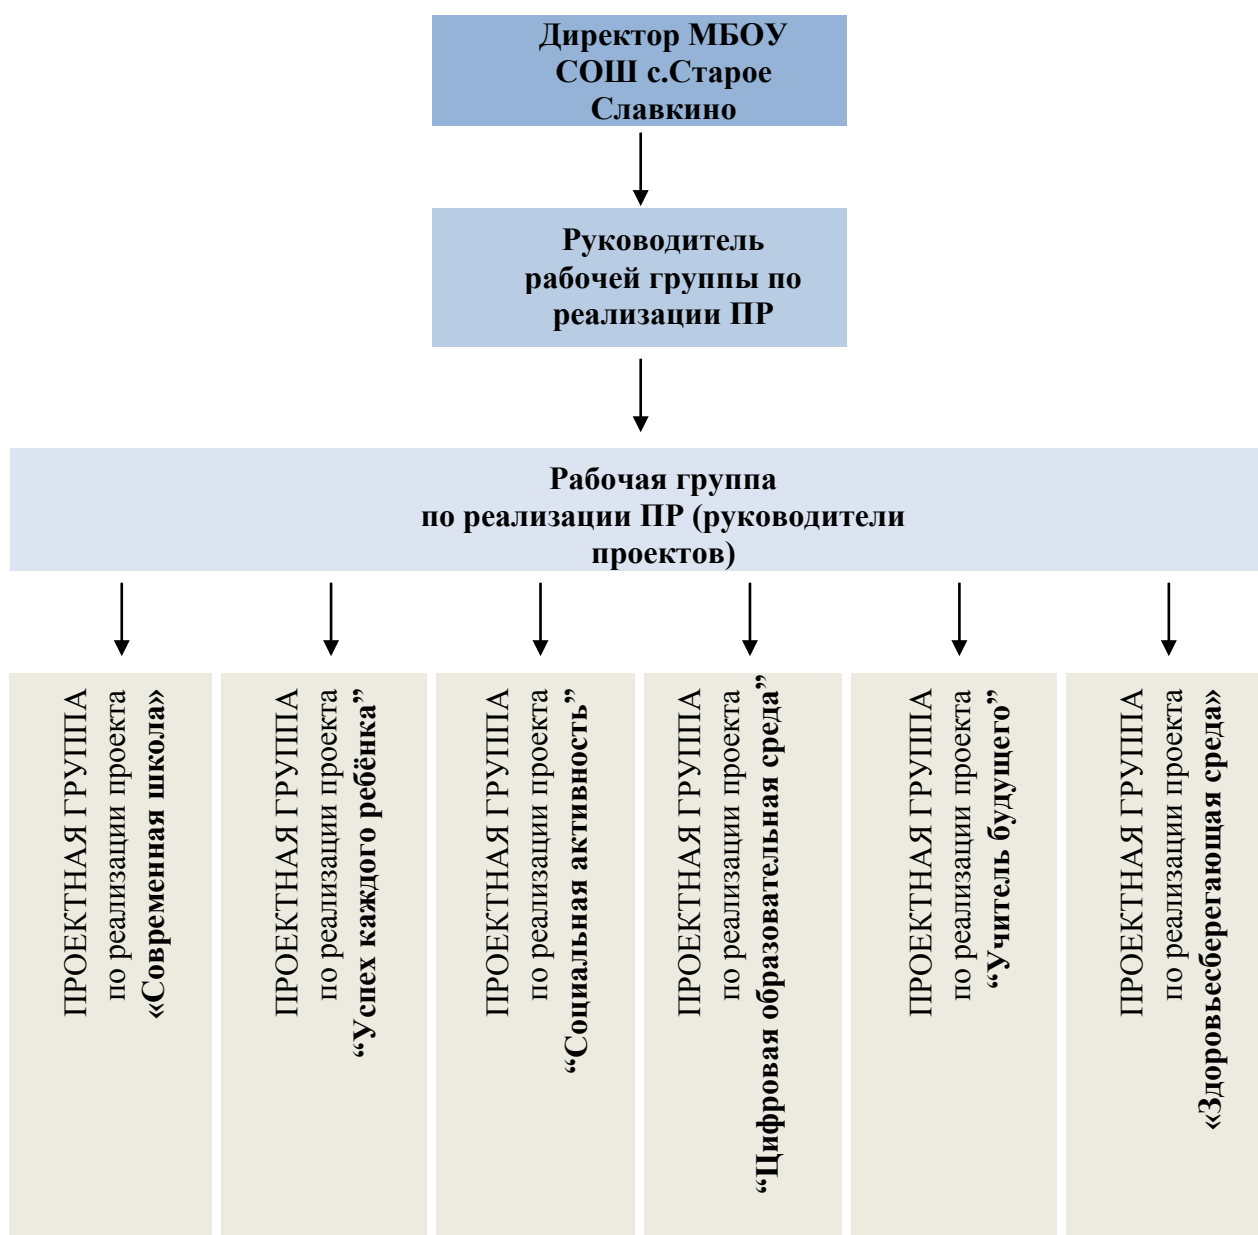 Директор МБОУ
СОШ с.Старое
Славкино
Руководитель
рабочей группы по
реализации ПР
Рабочая группа
по реализации ПР (руководители
проектов)
ПРОЕКТНАЯ ГРУППА
по реализации проекта
«Современная школа»
ПРОЕКТНАЯ ГРУППА
по реализации проекта
“Успех каждого ребёнка”
ПРОЕКТНАЯ ГРУППА
по реализации проекта
“Социальная активность”
ПРОЕКТНАЯ ГРУППА
по реализации проекта
“Цифровая образовательная среда”
ПРОЕКТНАЯ ГРУППА
по реализации проекта
“Учитель будущего”
ПРОЕКТНАЯ ГРУППА
по реализации проекта
«Здоровьесберегающая среда»